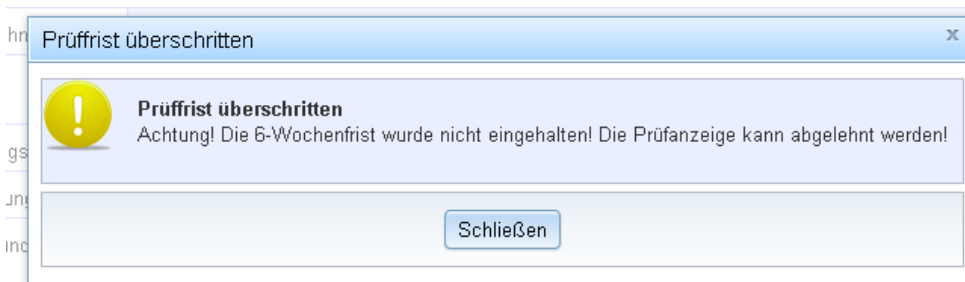 Prüffrist überschritten
x
Prüffrist überschritten
Achtung! Die 6-Wochenfrist wurde nicht eingehalten! Die Prüfanzeige kann abgelehnt werden!
Schließen